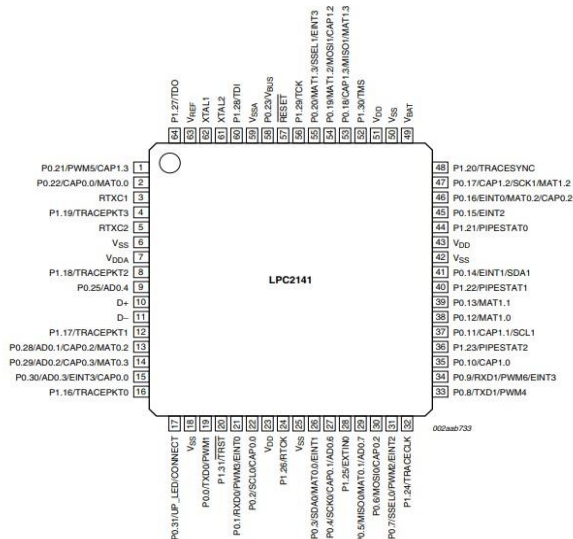 64 P1.27/TDO
63 VREF
62 XTAL1
61 XTAL2
60 P1.28/TDI
59 VSSA
58 P0.23/VBUS
57 RESET
56 P1.29/TCK
55 P0.20/MAT1.3/SSEL1/EINT3
54 P0.19/MAT1.2/MOSI1/CAP1.2
53 P0.18/CAP1.3/MISO1/MAT1.3
52 P1.30/TMS
51 VDD
50 VSS
49 VBAT
P0.21/PWM5/CAP1.3 1
P0.22/CAP0.0/MAT0.0 2
RTXC1 3
P1.19/TRACEPKT3 4
RTXC2 5
VSS 6
VDDA 7
P1.18/TRACEPKT2 8
P0.25/AD0.4 9
D+ 10
D− 11
P1.17/TRACEPKT1 12
P0.28/AD0.1/CAP0.2/MAT0.2 13
P0.29/AD0.2/CAP0.3/MAT0.3 14
P0.30/AD0.3/EINT3/CAP0.0 15
P1.16/TRACEPKT0 16
LPC2141
48 P1.20/TRACESYNC
47 P0.17/CAP1.2/SCK1/MAT1.2
46 P0.16/EINT0/MAT0.2/CAP0.2
45 P0.15/EINT2
44 P1.21/PIPESTAT0
43 VDD
42 VSS
41 P0.14/EINT1/SDA1
40 P1.22/PIPESTAT1
39 P0.13/MAT1.1
38 P0.12/MAT1.0
37 P0.11/CAP1.1/SCL1
36 P1.23/PIPESTAT2
35 P0.10/CAP1.0
34 P0.9/RXD1/PWM6/EINT3
33 P0.8/TXD1/PWM4
P0.31/UP_LED/CONNECT 17
VSS 18
P0.0/TXD0/PWM1 19
P1.31/TRST 20
P0.1/RXD0/PWM3/EINT0 21
P0.2/SCL0/CAP0.0 22
VDD 23
P1.26/RTCK 24
VSS 25
P0.3/SDA0/MAT0.0/EINT1 26
P0.4/SCK0/CAP0.1/AD0.6 27
P1.25/EXTIN0 28
P0.5/MISO0/MAT0.1/AD0.7 29
P0.6/MOSI0/CAP0.2 30
P0.7/SSEL0/PWM2/EINT2 31
P1.24/TRACECLK 32
002aab733